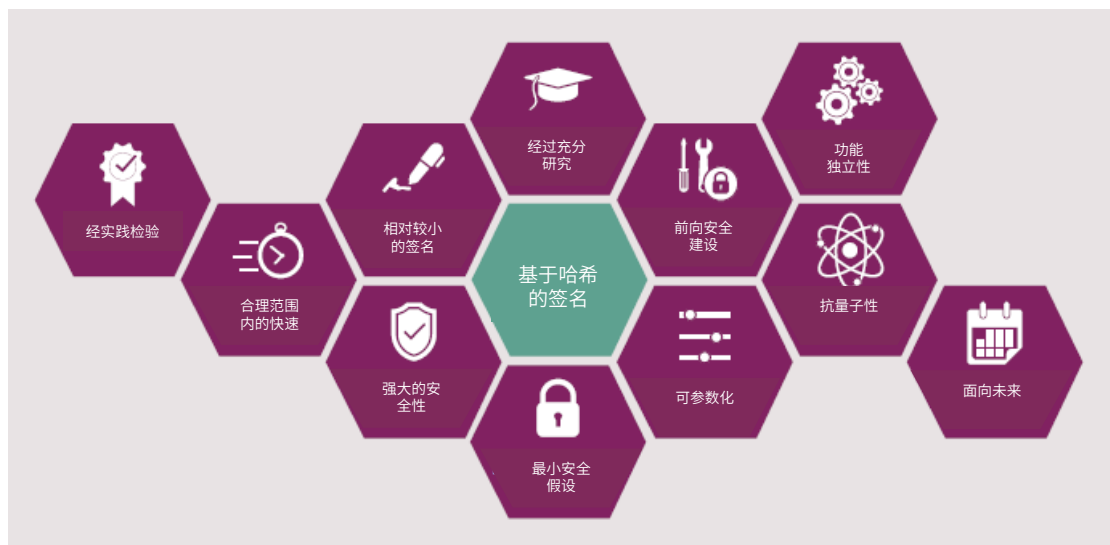 经过充分
研究
功能
独立性
经实践检验
相对较小
的签名
前向安全
建设
基于哈希
的签名
合理范围
内的快速
抗量子性
强大的安
全性
可参数化
面向未来
最小安全
假设